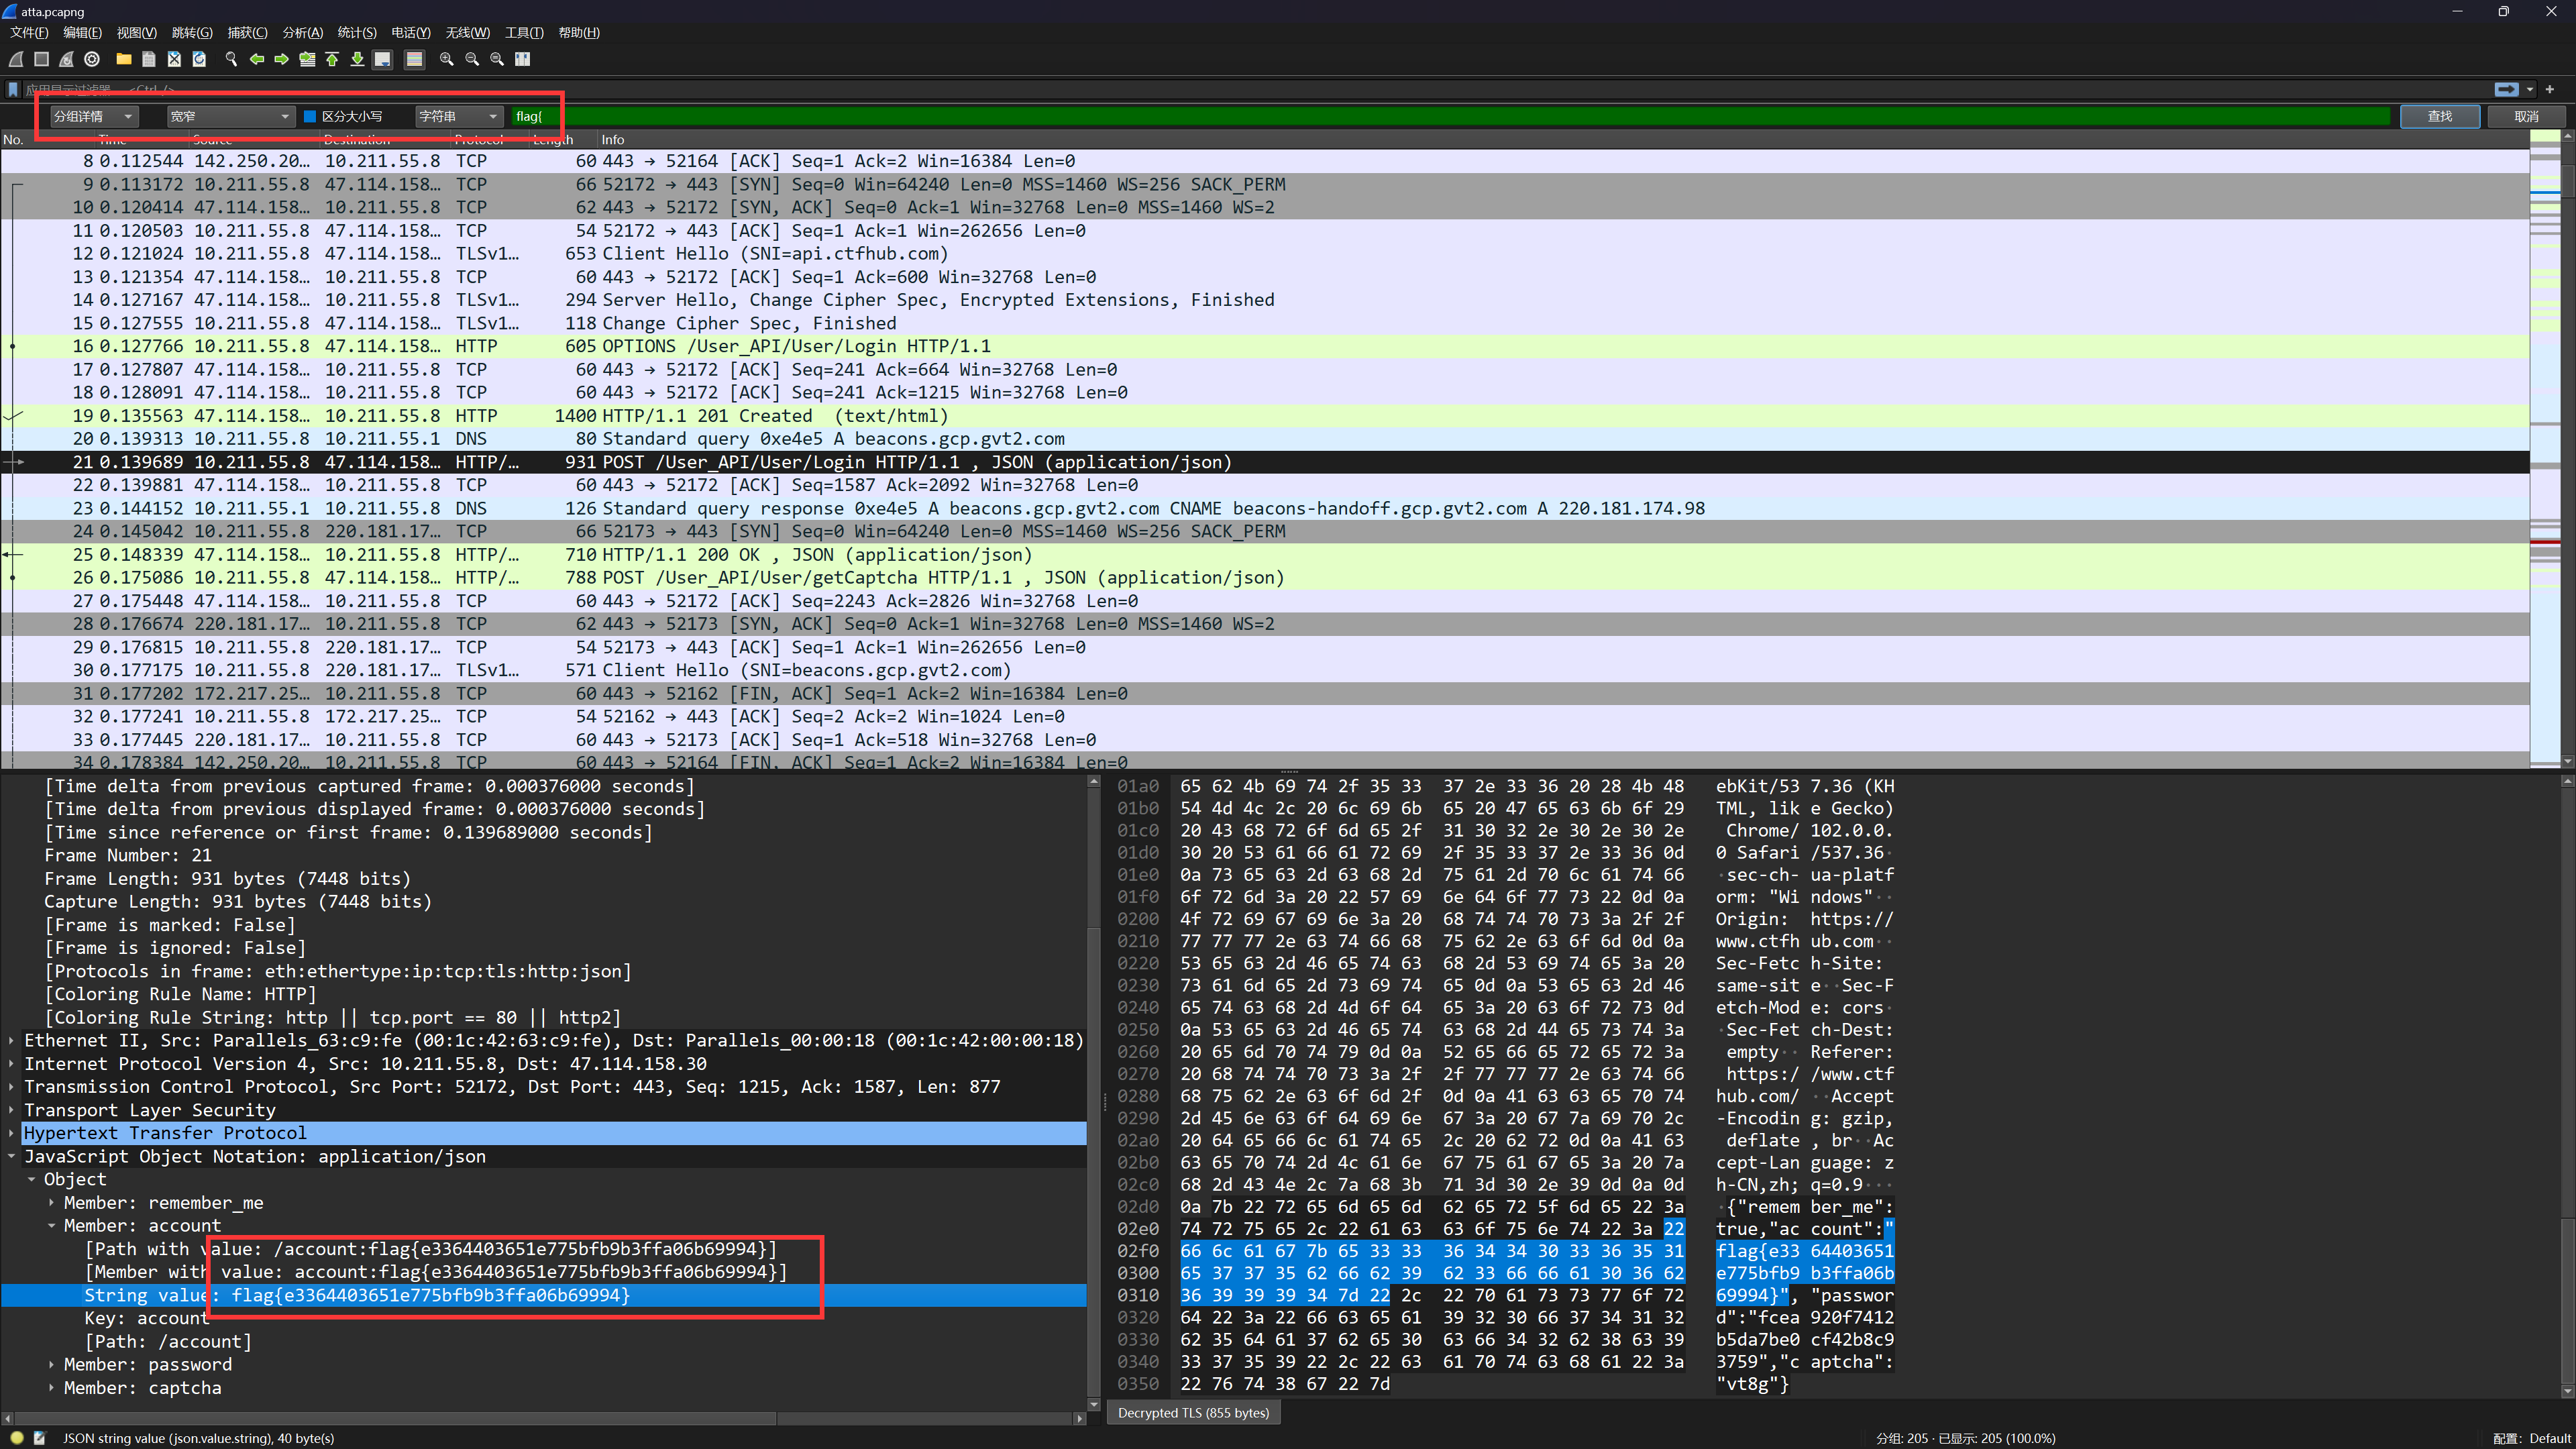 atta.pcapng
文件(F) 编辑(E) 视图(V) 跳转(G) 捕获(C) 分析(A) 统计(S) 电话(Y) 无线(W) 工具(T) 帮助(H)
分组详情 宽窄 区分大小写 字符串 flag{ 查找 取消
No. Length Info
8 0.112544 142.250.20… 10.211.55.8 TCP 60 443 → 52164 [ACK] Seq=1 Ack=2 Win=16384 Len=0
9 0.113172 10.211.55.8 47.114.158… TCP 66 52172 → 443 [SYN] Seq=0 Win=64240 Len=0 MSS=1460 WS=256 SACK_PERM
10 0.120414 47.114.158… 10.211.55.8 TCP 62 443 → 52172 [SYN, ACK] Seq=0 Ack=1 Win=32768 Len=0 MSS=1460 WS=2
11 0.120503 10.211.55.8 47.114.158… TCP 54 52172 → 443 [ACK] Seq=1 Ack=1 Win=262656 Len=0
12 0.121024 10.211.55.8 47.114.158… TLSv1… 653 Client Hello (SNI=api.ctfhub.com)
13 0.121354 47.114.158… 10.211.55.8 TCP 60 443 → 52172 [ACK] Seq=1 Ack=600 Win=32768 Len=0
14 0.127167 47.114.158… 10.211.55.8 TLSv1… 294 Server Hello, Change Cipher Spec, Encrypted Extensions, Finished
15 0.127555 10.211.55.8 47.114.158… TLSv1… 118 Change Cipher Spec, Finished
16 0.127766 10.211.55.8 47.114.158… HTTP 605 OPTIONS /User_API/User/Login HTTP/1.1
17 0.127807 47.114.158… 10.211.55.8 TCP 60 443 → 52172 [ACK] Seq=241 Ack=664 Win=32768 Len=0
18 0.128091 47.114.158… 10.211.55.8 TCP 60 443 → 52172 [ACK] Seq=241 Ack=1215 Win=32768 Len=0
19 0.135563 47.114.158… 10.211.55.8 HTTP 1400 HTTP/1.1 201 Created (text/html)
20 0.139313 10.211.55.8 10.211.55.1 DNS 80 Standard query 0xe4e5 A beacons.gcp.gvt2.com
21 0.139689 10.211.55.8 47.114.158… HTTP/… 931 POST /User_API/User/Login HTTP/1.1 , JSON (application/json)
22 0.139881 47.114.158… 10.211.55.8 TCP 60 443 → 52172 [ACK] Seq=1587 Ack=2092 Win=32768 Len=0
23 0.144152 10.211.55.1 10.211.55.8 DNS 126 Standard query response 0xe4e5 A beacons.gcp.gvt2.com CNAME beacons-handoff.gcp.gvt2.com A 220.181.174.98
24 0.145042 10.211.55.8 220.181.17… TCP 66 52173 → 443 [SYN] Seq=0 Win=64240 Len=0 MSS=1460 WS=256 SACK_PERM
25 0.148339 47.114.158… 10.211.55.8 HTTP/… 710 HTTP/1.1 200 OK , JSON (application/json)
26 0.175086 10.211.55.8 47.114.158… HTTP/… 788 POST /User_API/User/getCaptcha HTTP/1.1 , JSON (application/json)
27 0.175448 47.114.158… 10.211.55.8 TCP 60 443 → 52172 [ACK] Seq=2243 Ack=2826 Win=32768 Len=0
28 0.176674 220.181.17… 10.211.55.8 TCP 62 443 → 52173 [SYN, ACK] Seq=0 Ack=1 Win=32768 Len=0 MSS=1460 WS=2
29 0.176815 10.211.55.8 220.181.17… TCP 54 52173 → 443 [ACK] Seq=1 Ack=1 Win=262656 Len=0
30 0.177175 10.211.55.8 220.181.17… TLSv1… 571 Client Hello (SNI=beacons.gcp.gvt2.com)
31 0.177202 172.217.25… 10.211.55.8 TCP 60 443 → 52162 [FIN, ACK] Seq=1 Ack=2 Win=16384 Len=0
32 0.177241 10.211.55.8 172.217.25… TCP 54 52162 → 443 [ACK] Seq=2 Ack=2 Win=1024 Len=0
33 0.177445 220.181.17… 10.211.55.8 TCP 60 443 → 52173 [ACK] Seq=1 Ack=518 Win=32768 Len=0
34 0.178384 142.250.20… 10.211.55.8 TCP 60 443 → 52164 [FIN, ACK] Seq=1 Ack=2 Win=16384 Len=0
[Time delta from previous captured frame: 0.000376000 seconds]
[Time delta from previous displayed frame: 0.000376000 seconds]
[Time since reference or first frame: 0.139689000 seconds]
Frame Number: 21
Frame Length: 931 bytes (7448 bits)
Capture Length: 931 bytes (7448 bits)
[Frame is marked: False]
[Frame is ignored: False]
[Protocols in frame: eth:ethertype:ip:tcp:tls:http:json]
[Coloring Rule Name: HTTP]
[Coloring Rule String: http || tcp.port == 80 || http2]
Ethernet II, Src: Parallels_63:c9:fe (00:1c:42:63:c9:fe), Dst: Parallels_00:00:18 (00:1c:42:00:00:18)
Internet Protocol Version 4, Src: 10.211.55.8, Dst: 47.114.158.30
Transmission Control Protocol, Src Port: 52172, Dst Port: 443, Seq: 1215, Ack: 1587, Len: 877
Transport Layer Security
Hypertext Transfer Protocol
JavaScript Object Notation: application/json
Object
Member: remember_me
Member: account
[Path with value: /account:flag{e3364403651e775bfb9b3ffa06b69994}]
[Member with value: account:flag{e3364403651e775bfb9b3ffa06b69994}]
String value: flag{e3364403651e775bfb9b3ffa06b69994}
Key: account
[Path: /account]
Member: password
Member: captcha
01a0 65 62 4b 69 74 2f 35 33 37 2e 33 36 20 28 4b 48 ebKit/53 7.36 (KH
01b0 54 4d 4c 2c 20 6c 69 6b 65 20 47 65 63 6b 6f 29 TML, lik e Gecko)
01c0 20 43 68 72 6f 6d 65 2f 31 30 32 2e 30 2e 30 2e Chrome/ 102.0.0.
01d0 30 20 53 61 66 61 72 69 2f 35 33 37 2e 33 36 0d 0 Safari /537.36·
01e0 0a 73 65 63 2d 63 68 2d 75 61 2d 70 6c 61 74 66 ·sec-ch- ua-platf
01f0 6f 72 6d 3a 20 22 57 69 6e 64 6f 77 73 22 0d 0a orm: "Wi ndows"··
0200 4f 72 69 67 69 6e 3a 20 68 74 74 70 73 3a 2f 2f Origin: https://
0210 77 77 77 2e 63 74 66 68 75 62 2e 63 6f 6d 0d 0a www.ctfh ub.com··
0220 53 65 63 2d 46 65 74 63 68 2d 53 69 74 65 3a 20 Sec-Fetc h-Site:
0230 73 61 6d 65 2d 73 69 74 65 0d 0a 53 65 63 2d 46 same-sit e··Sec-F
0240 65 74 63 68 2d 4d 6f 64 65 3a 20 63 6f 72 73 0d etch-Mod e: cors·
0250 0a 53 65 63 2d 46 65 74 63 68 2d 44 65 73 74 3a ·Sec-Fet ch-Dest:
0260 20 65 6d 70 74 79 0d 0a 52 65 66 65 72 65 72 3a empty·· Referer:
0270 20 68 74 74 70 73 3a 2f 2f 77 77 77 2e 63 74 66 https:/ /www.ctf
0280 68 75 62 2e 63 6f 6d 2f 0d 0a 41 63 63 65 70 74 hub.com/ ··Accept
0290 2d 45 6e 63 6f 64 69 6e 67 3a 20 67 7a 69 70 2c -Encodin g: gzip,
02a0 20 64 65 66 6c 61 74 65 2c 20 62 72 0d 0a 41 63 deflate , br··Ac
02b0 63 65 70 74 2d 4c 61 6e 67 75 61 67 65 3a 20 7a cept-Lan guage: z
02c0 68 2d 43 4e 2c 7a 68 3b 71 3d 30 2e 39 0d 0a 0d h-CN,zh; q=0.9···
02d0 0a 7b 22 72 65 6d 65 6d 62 65 72 5f 6d 65 22 3a ·{"remem ber_me":
02e0 74 72 75 65 2c 22 61 63 63 6f 75 6e 74 22 3a 22 true,"ac count":"
02f0 66 6c 61 67 7b 65 33 33 36 34 34 30 33 36 35 31 flag{e33 64403651
0300 65 37 37 35 62 66 62 39 62 33 66 66 61 30 36 62 e775bfb9 b3ffa06b
0310 36 39 39 39 34 7d 22 2c 22 70 61 73 73 77 6f 72 69994}", "passwor
0320 64 22 3a 22 66 63 65 61 39 32 30 66 37 34 31 32 d":"fcea 920f7412
0330 62 35 64 61 37 62 65 30 63 66 34 32 62 38 63 39 b5da7be0 cf42b8c9
0340 33 37 35 39 22 2c 22 63 61 70 74 63 68 61 22 3a 3759","c aptcha":
0350 22 76 74 38 67 22 7d "vt8g"}
Decrypted TLS (855 bytes)
JSON string value (json.value.string), 40 byte(s) 分组: 205 · 已显示: 205 (100.0%) 配置: Default